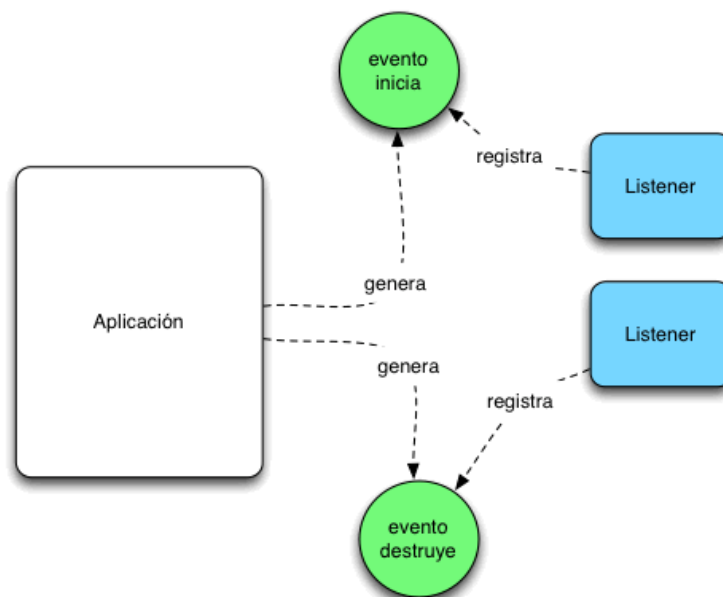 evento
inicia
registra
Listener
genera
Aplicación
Listener
genera
registra
evento
destruye